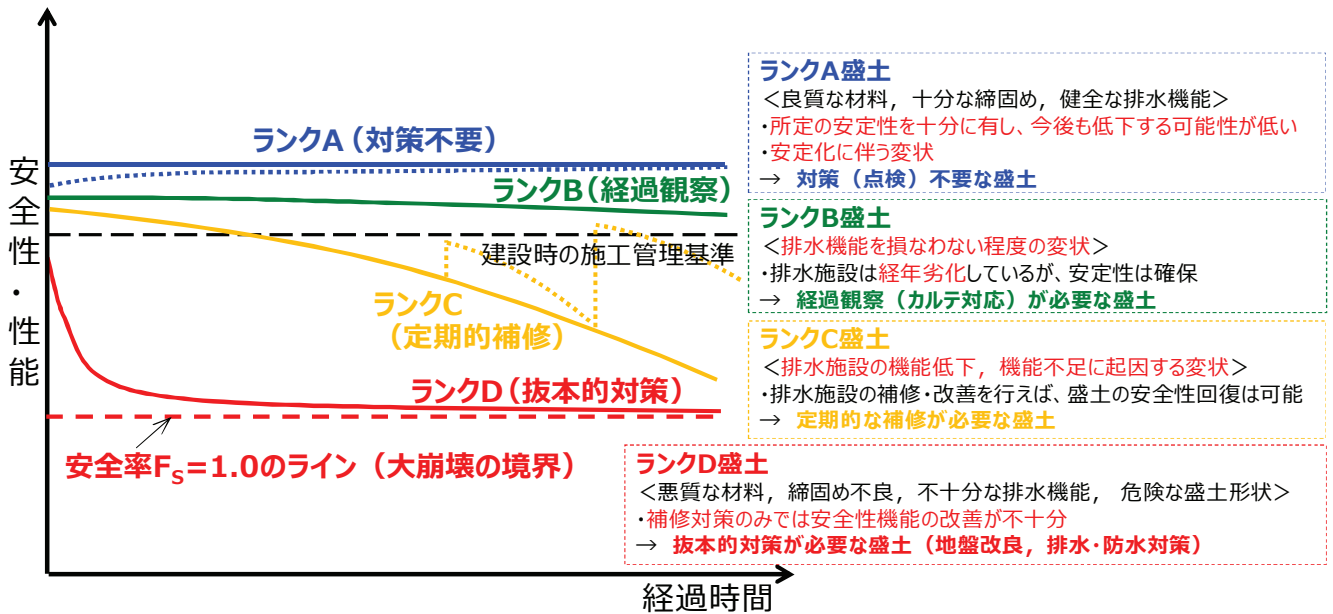 安全性・性能
ランクA（対策不要）
ランクB（経過観察）
建設時の施工管理基準
ランクC
（定期的補修）
ランクD（抜本的対策）
安全率FS=1.0のライン（大崩壊の境界）
経過時間
ランクA盛土
＜良質な材料，十分な締固め，健全な排水機能＞
・所定の安定性を十分に有し、今後も低下する可能性が低い
・安定化に伴う変状
→ 対策（点検）不要な盛土
ランクB盛土
＜排水機能を損なわない程度の変状＞
・排水施設は経年劣化しているが、安定性は確保
→ 経過観察（カルテ対応）が必要な盛土
ランクC盛土
＜排水施設の機能低下，機能不足に起因する変状＞
・排水施設の補修・改善を行えば、盛土の安全性回復は可能
→ 定期的な補修が必要な盛土
ランクD盛土
＜悪質な材料，締固め不良，不十分な排水機能， 危険な盛土形状＞
・補修対策のみでは安全性機能の改善が不十分
→ 抜本的対策が必要な盛土（地盤改良，排水・防水対策）